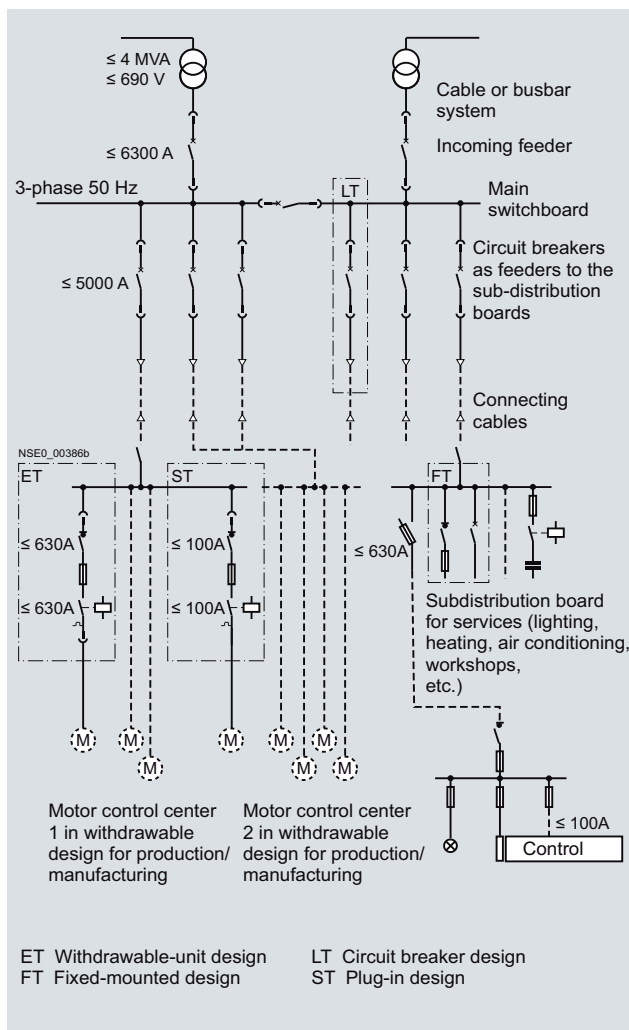 ≤ 4 MVA
≤ 690 V
Cable or busbar
system
≤ 6300 A
Incoming feeder
3-phase 50 Hz
LT
Main
switchboard
≤ 5000 A
Circuit breakers
as feeders to the
sub-distribution
boards
Connecting
cables
NSE0_00386b
ET
ST
FT
≤ 630A
≤ 100A
≤ 630A
≤ 630A
≤ 100A
Subdistribution board
for services (lighting,
heating, air conditioning,
workshops,
etc.)
M
M
M
M
M
M
M
M
Motor control center
1 in withdrawable
design for production/
manufacturing
Motor control center
2 in withdrawable
design for production/
manufacturing
≤ 100A
Control
ET Withdrawable-unit design
FT Fixed-mounted design
LT Circuit breaker design
ST Plug-in design